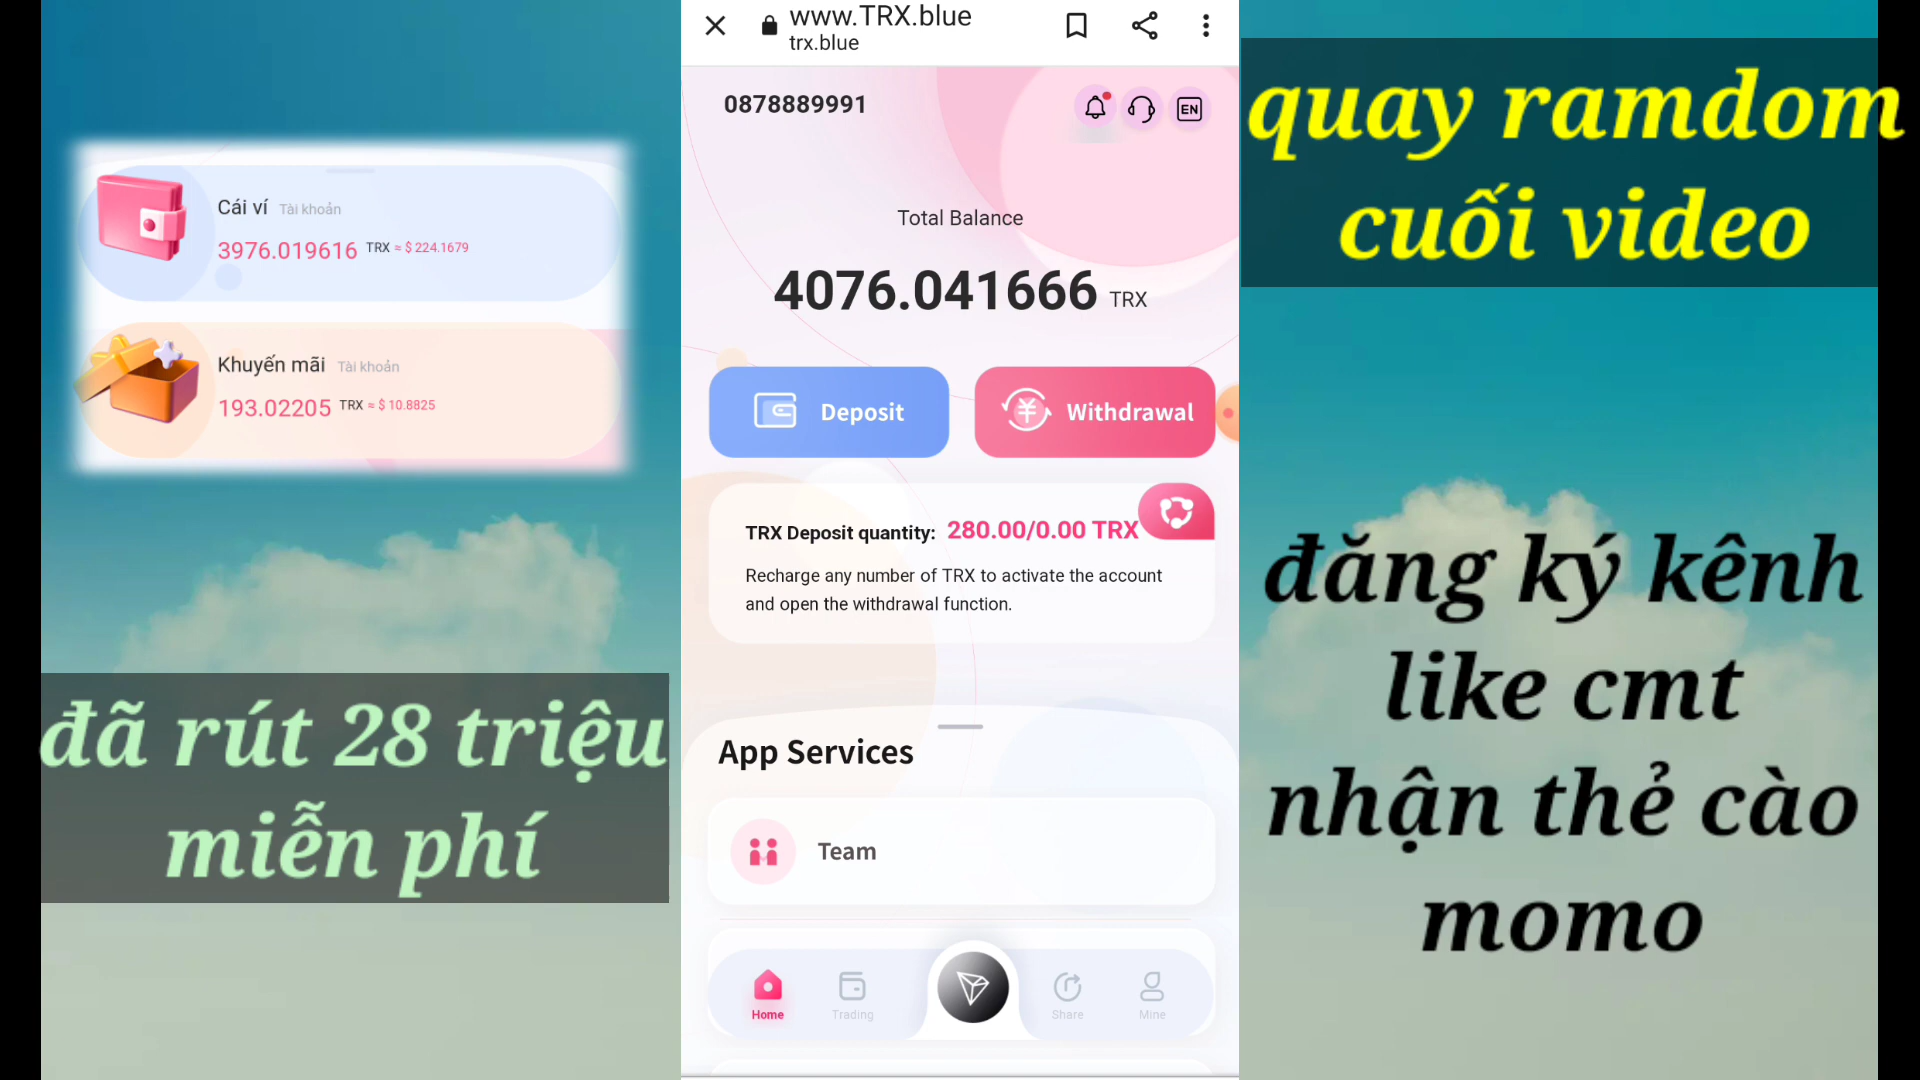 Cái ví Tài khoản
3976.019616 TRX ≈ $ 224.1679
Khuyến mãi Tài khoản
193.02205 TRX ≈ $ 10.8825
đã rút 28 triệu
miễn phí
www.TRX.blue
trx.blue
0878889991
EN
Total Balance
4076.041666 TRX
Deposit
Withdrawal
TRX Deposit quantity: 280.00/0.00 TRX
Recharge any number of TRX to activate the account
and open the withdrawal function.
App Services
Team
Home
Trading
Share
Mine
quay ramdom
cuối video
đăng ký kênh
like cmt
nhận thẻ cào
momo